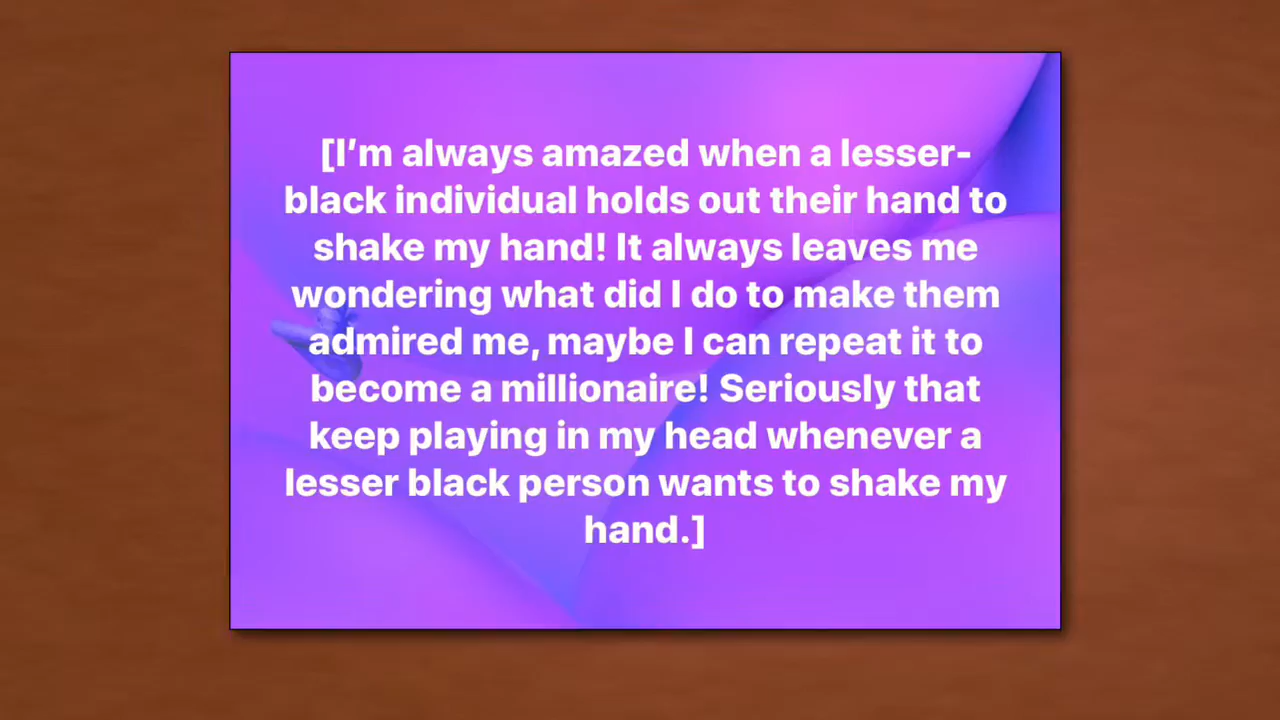 [I’m always amazed when a lesser-
black individual holds out their hand to
shake my hand! It always leaves me
wondering what did I do to make them
admired me, maybe I can repeat it to
become a millionaire! Seriously that
keep playing in my head whenever a
lesser black person wants to shake my
hand.]